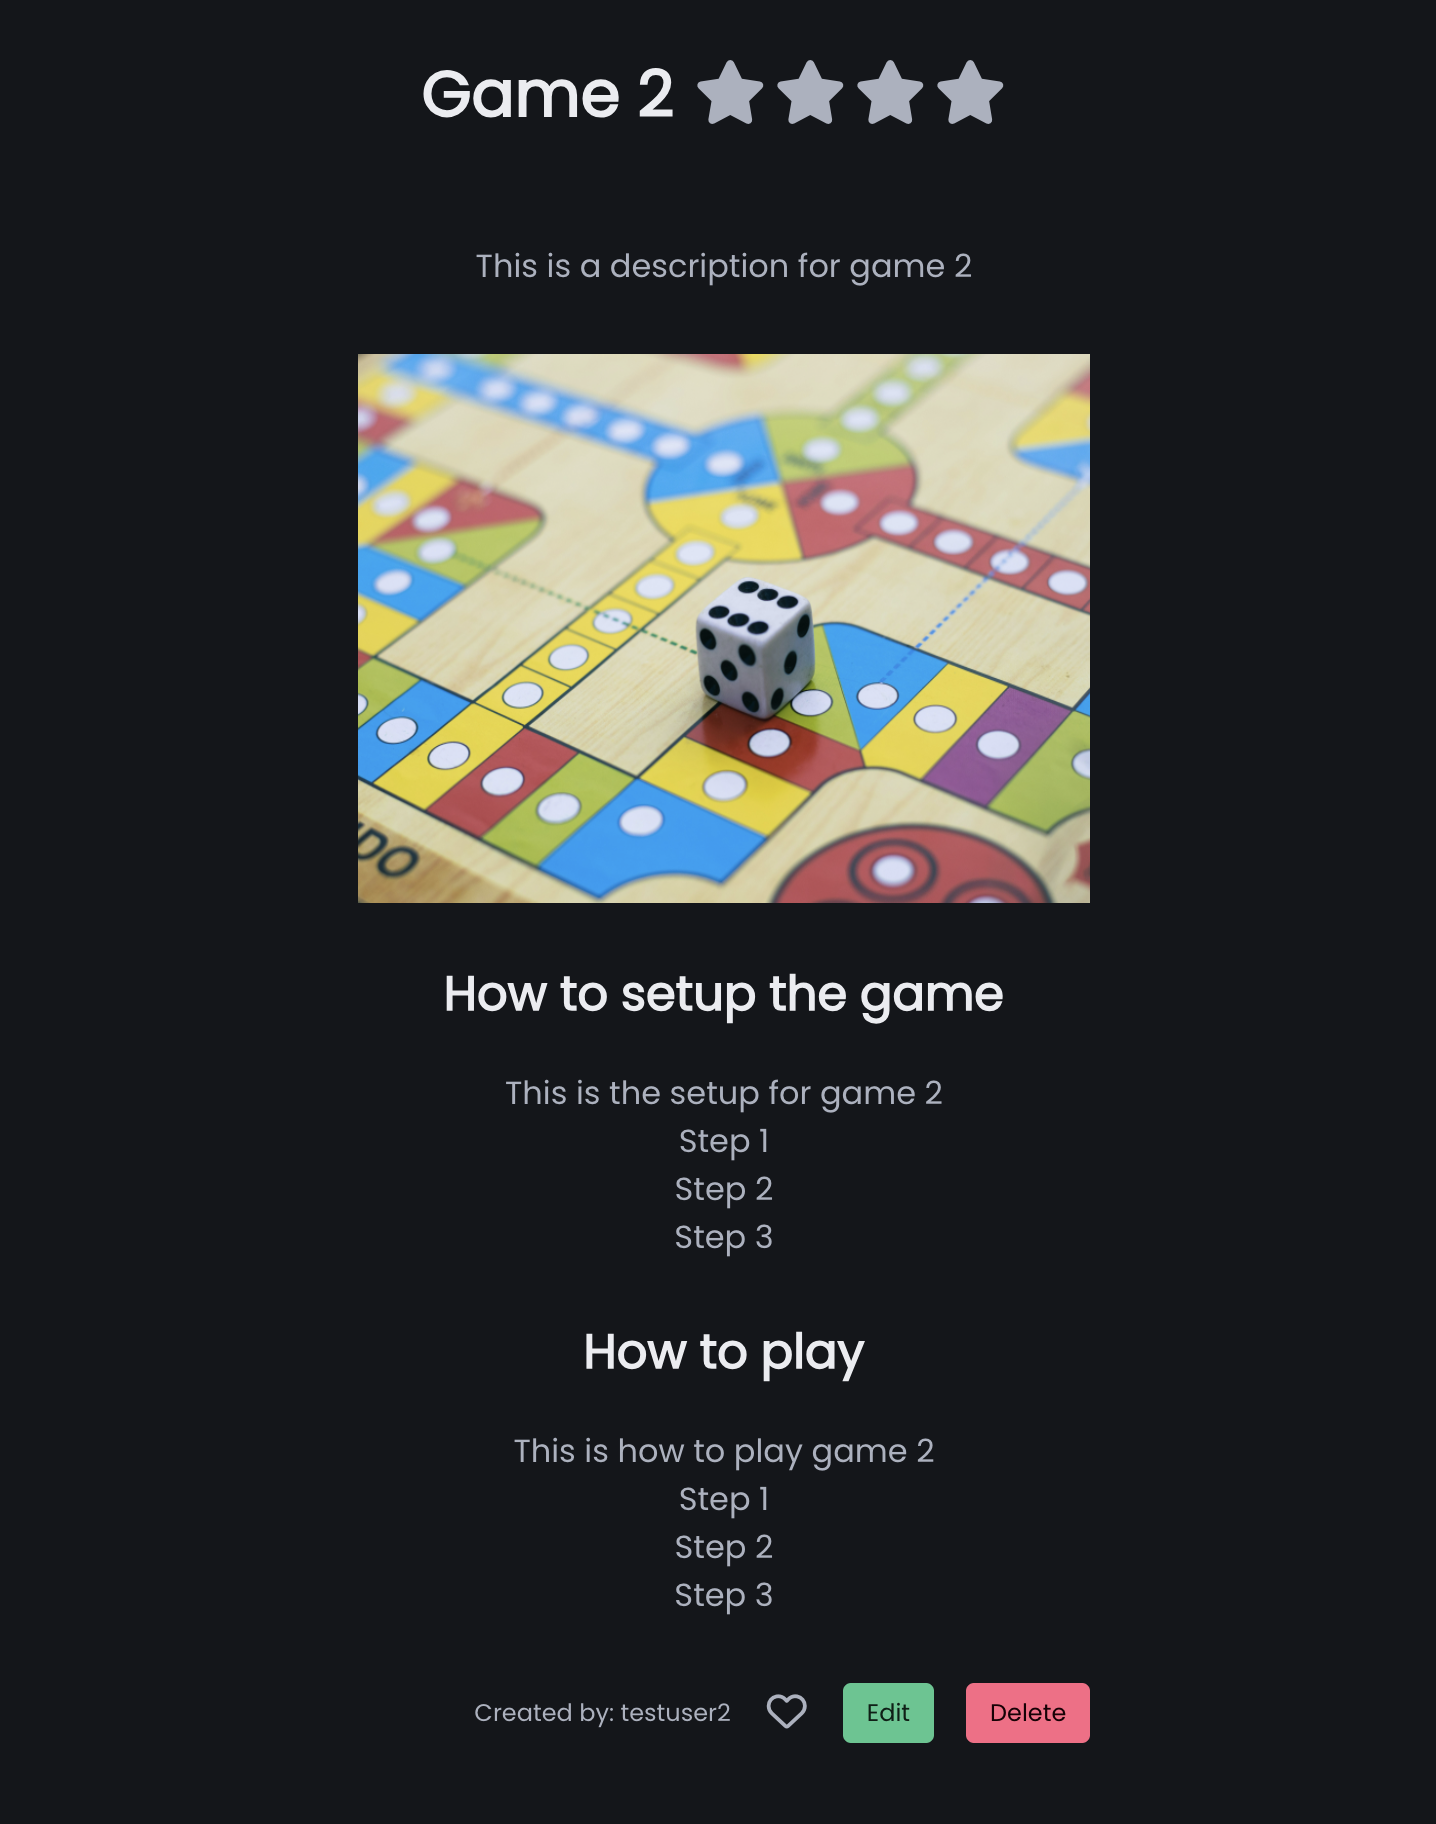 Game 2
This is a description for game 2
DO
How to setup the game
This is the setup for game 2
Step 1
Step 2
Step 3
How to play
This is how to play game 2
Step 1
Step 2
Step 3
Created by: testuser2
Edit
Delete